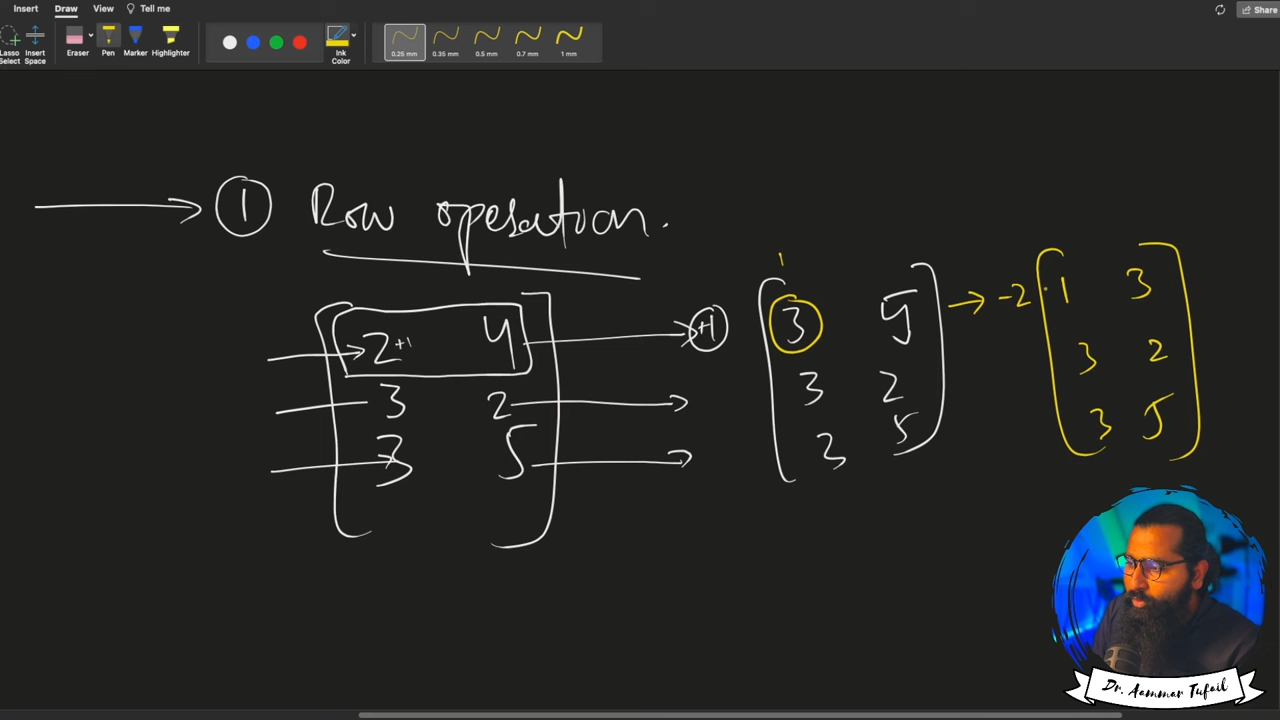 Insert Draw View Tell me
Share
Lasso Select
Insert Space
Eraser
Pen
Marker
Highlighter
Ink Color
0.25 mm
0.35 mm
0.5 mm
0.7 mm
1 mm
1 Row operation.
2 +1 4
3 2
3 5
+1
1
3 5
3 2
3 5
-2
1 3
3 2
3 5
Dr. Aammar Tufail